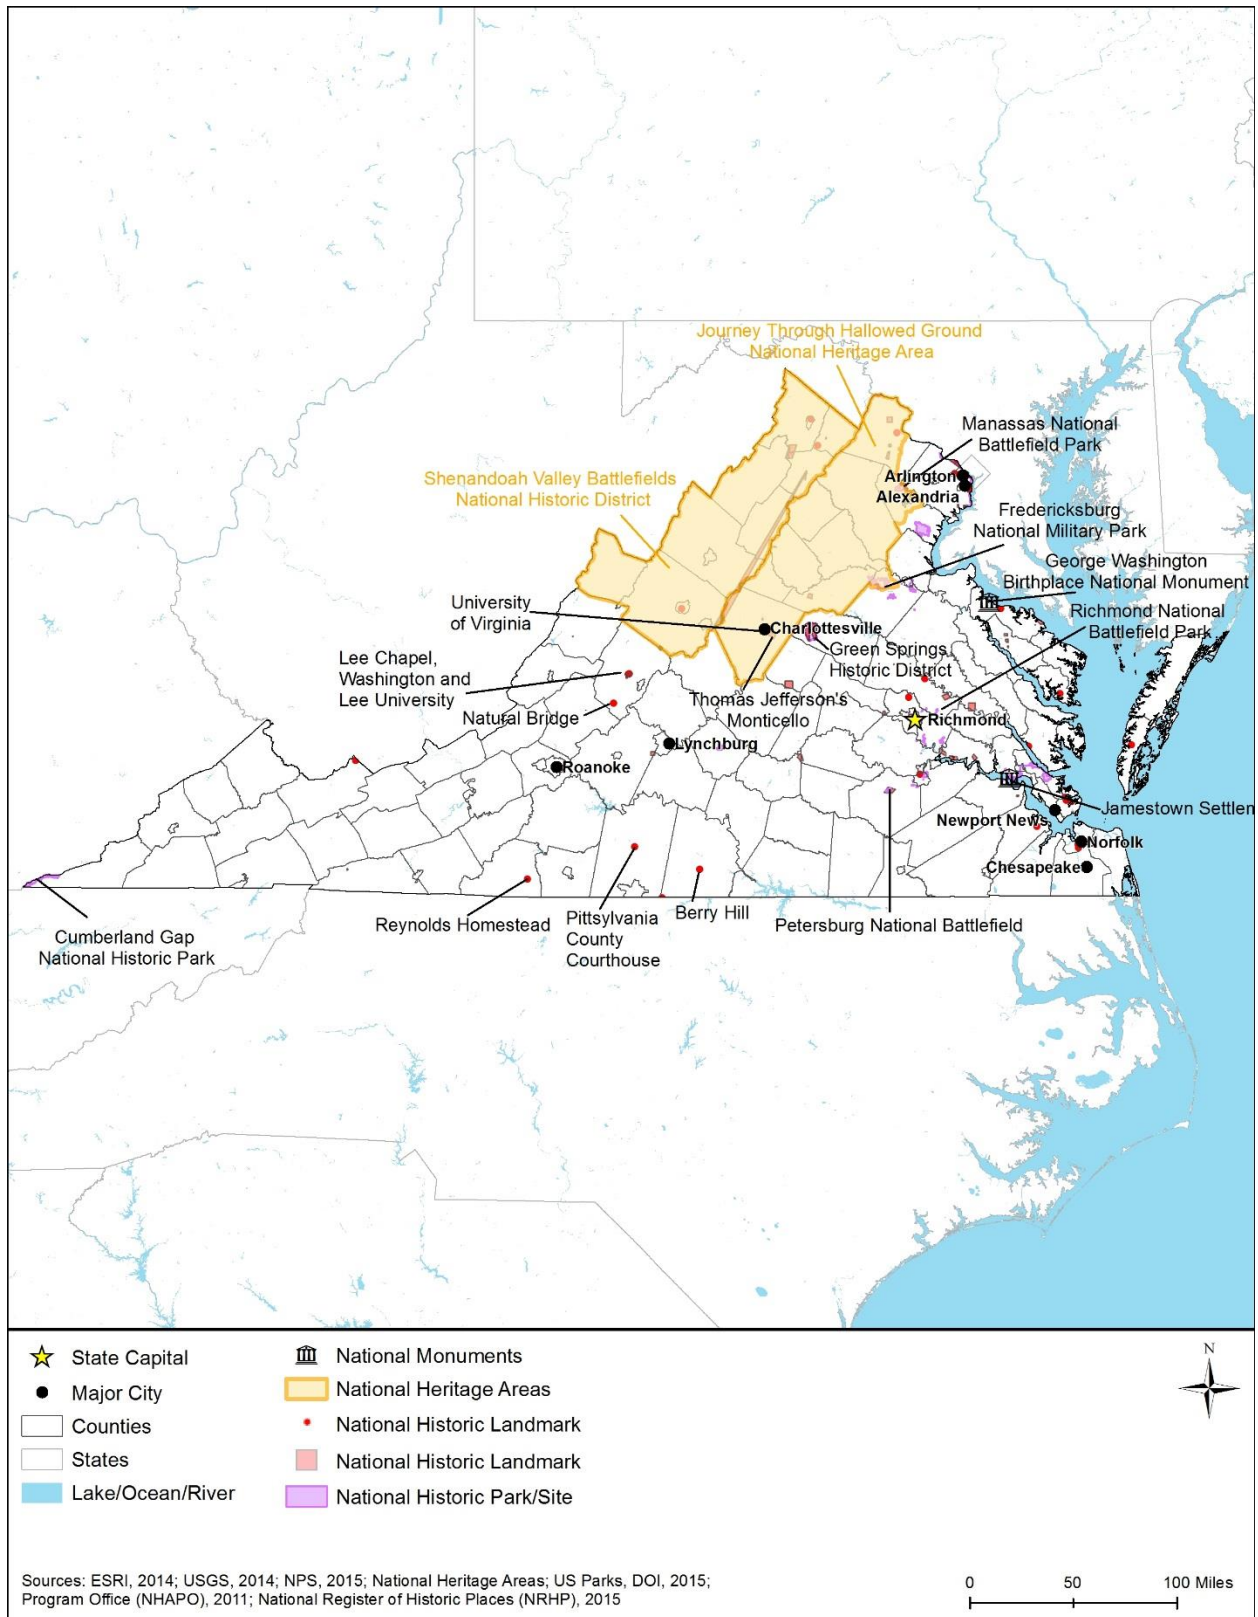 Journey Through Hallowed Ground
National Heritage Area
Manassas National
Battlefield Park
Shenandoah Valley Battlefields
National Historic District
Arlington
Alexandria
Fredericksburg
National Military Park
George Washington
Birthplace National Monument
University
of Virginia
Charlottesville
Richmond National
Battlefield Park
Green Springs
Historic District
Lee Chapel,
Washington and
Lee University
Thomas Jefferson's
Monticello
Natural Bridge
Richmond
Lynchburg
Roanoke
Jamestown Settlem
Newport News
Norfolk
Chesapeake
Reynolds Homestead
Pittsylvania
County
Courthouse
Berry Hill
Petersburg National Battlefield
Cumberland Gap
National Historic Park
State Capital
Major City
Counties
States
Lake/Ocean/River
National Monuments
National Heritage Areas
National Historic Landmark
National Historic Landmark
National Historic Park/Site
N
Sources: ESRI, 2014; USGS, 2014; NPS, 2015; National Heritage Areas; US Parks, DOI, 2015;
Program Office (NHAPO), 2011; National Register of Historic Places (NRHP), 2015
0 50 100 Miles